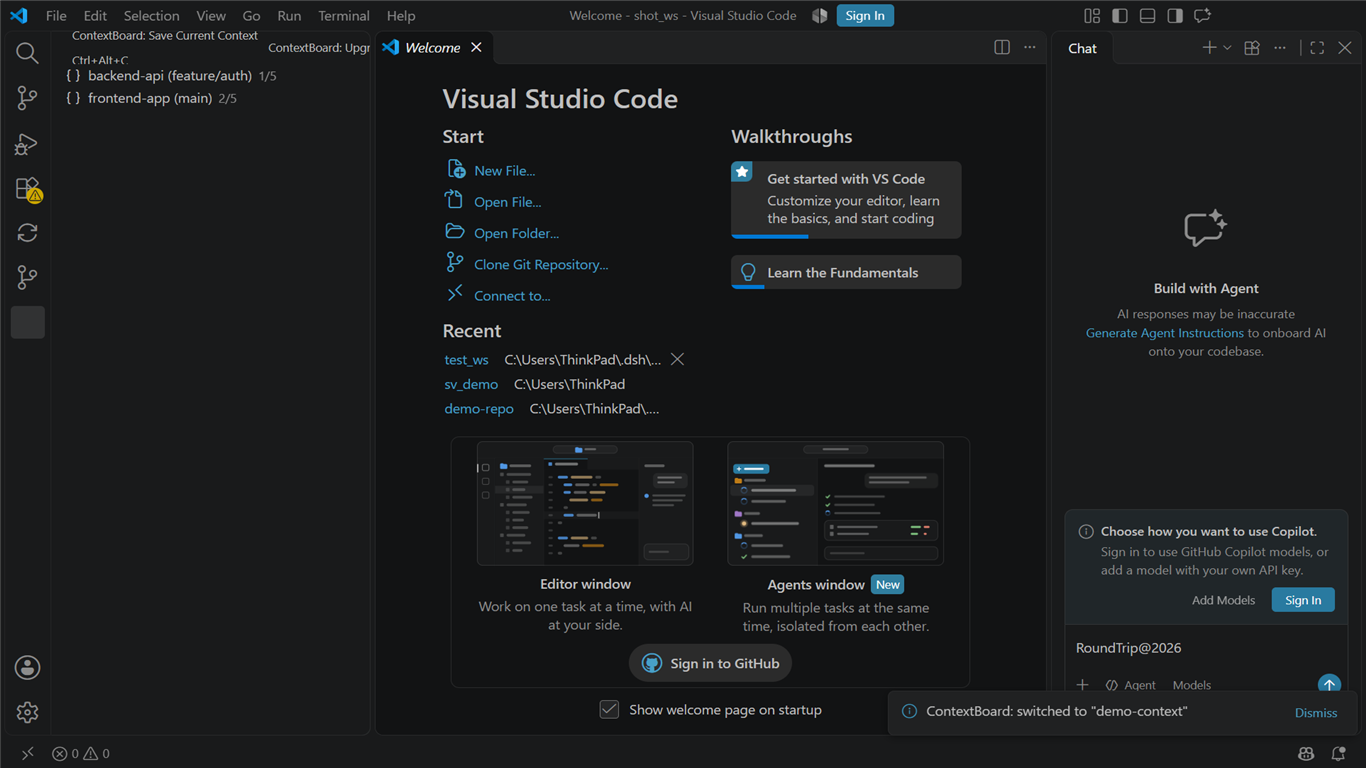 File Edit Selection View Go Run Terminal Help
Welcome - shot_ws - Visual Studio Code
Sign In
ContextBoard: Save Current Context
ContextBoard: Upgr
Ctrl+Alt+C
{ } backend-api (feature/auth) 1/5
{ } frontend-app (main) 2/5
Welcome
Visual Studio Code
Start
New File...
Open File...
Open Folder...
Clone Git Repository...
Connect to...
Recent
test_ws C:\Users\ThinkPad\.dsh\...
sv_demo C:\Users\ThinkPad
demo-repo C:\Users\ThinkPad\....
Walkthroughs
Get started with VS Code
Customize your editor, learn
the basics, and start coding
Learn the Fundamentals
Editor window
Work on one task at a time, with AI
at your side.
Agents window New
Run multiple tasks at the same
time, isolated from each other.
Sign in to GitHub
Show welcome page on startup
Chat
Build with Agent
AI responses may be inaccurate
Generate Agent Instructions to onboard AI
onto your codebase.
Choose how you want to use Copilot.
Sign in to use GitHub Copilot models, or
add a model with your own API key.
Add Models Sign In
RoundTrip@2026
Agent Models
ContextBoard: switched to "demo-context"
Dismiss
0 0